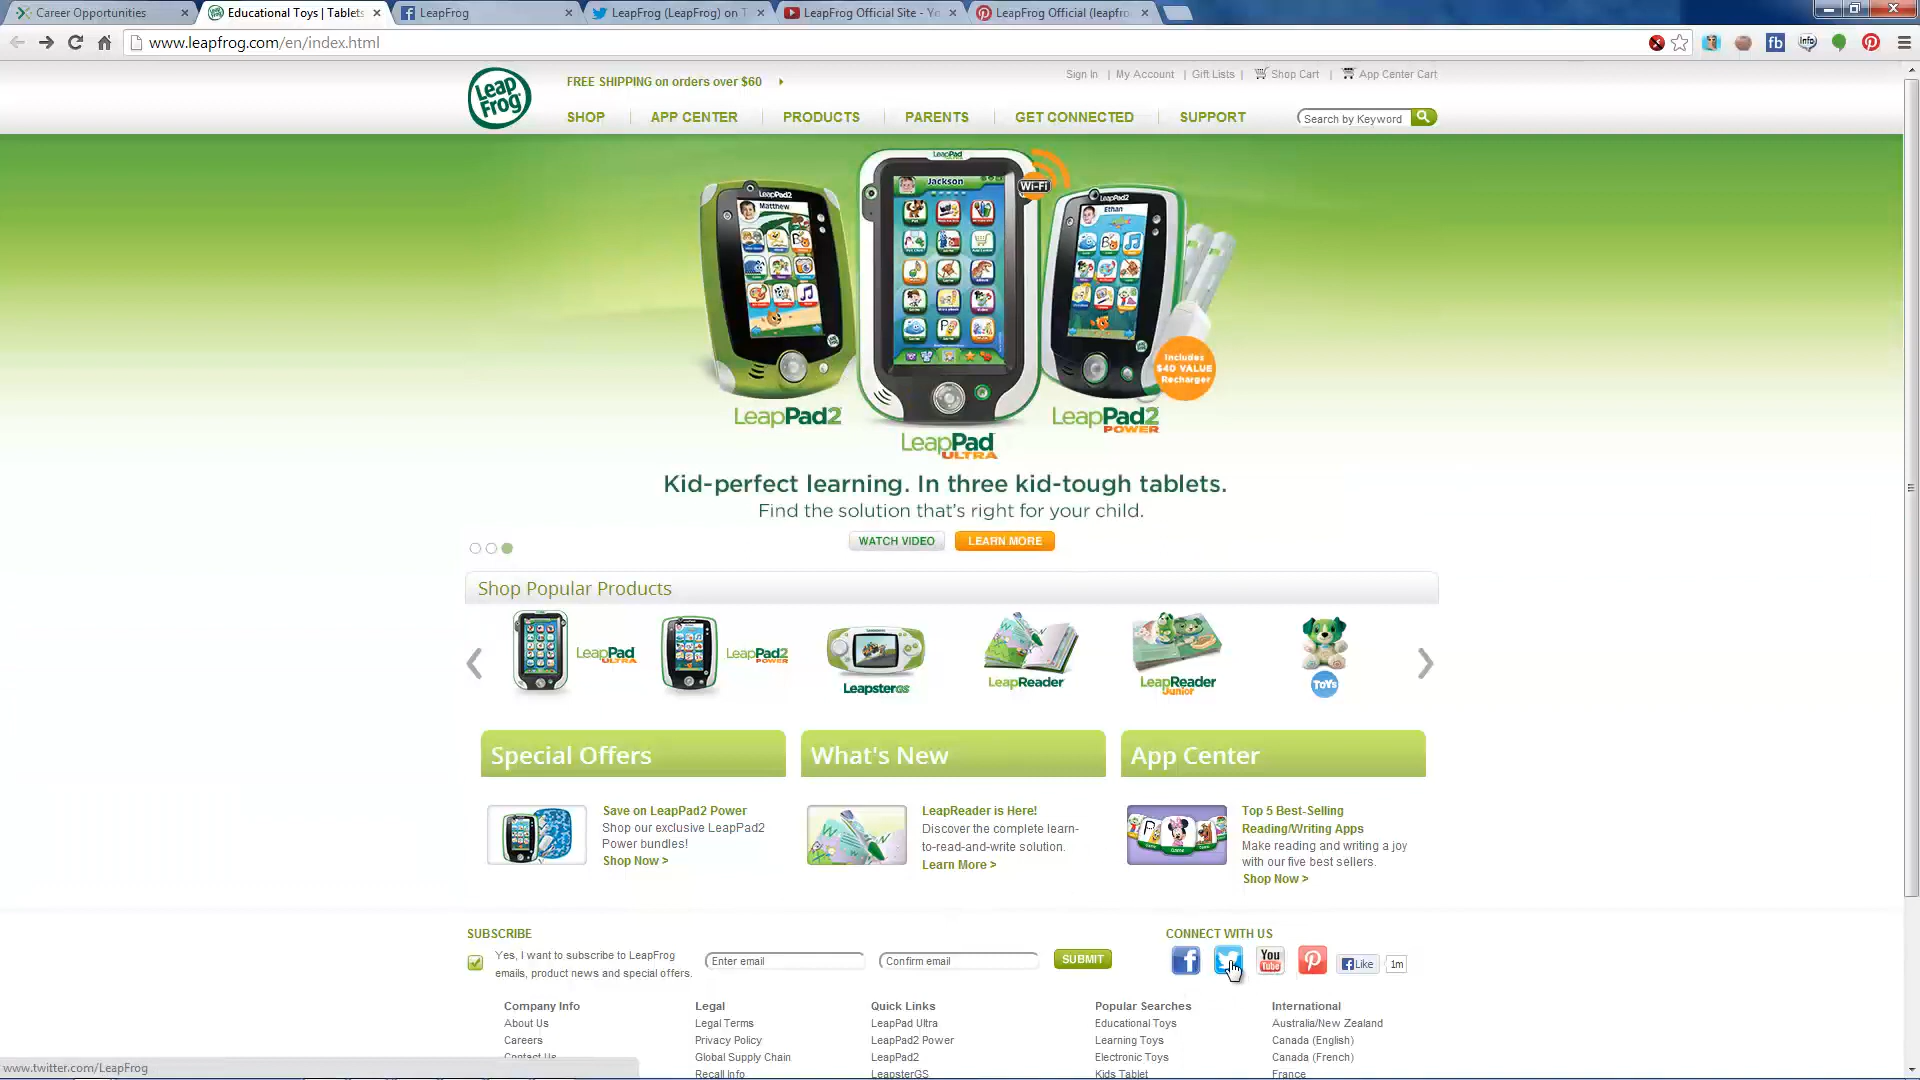 Career Opportunities
Educational Toys | Tablets
LeapFrog
LeapFrog (LeapFrog) on T
LeapFrog Official Site - Yo
LeapFrog Official (leapfro
www.leapfrog.com/en/index.html
Leap Frog
FREE SHIPPING on orders over $60
Sign In | My Account | Gift Lists | Shop Cart | App Center Cart
SHOP APP CENTER PRODUCTS PARENTS GET CONNECTED SUPPORT
Search by Keyword
LeapPad ULTRA
Wi-Fi
Jackson
LeapPad2
Matthew
LeapPad2
Ethan
Includes
$40 VALUE
Recharger
LeapPad2
LeapPad2 POWER
LeapPad ULTRA
Kid-perfect learning. In three kid-tough tablets.
Find the solution that's right for your child.
WATCH VIDEO LEARN MORE
Shop Popular Products
LeapPad ULTRA
LeapPad2 POWER
LeapsterGS
LeapReader
LeapReader Junior
TOYS
Special Offers
What's New
App Center
Save on LeapPad2 Power
Shop our exclusive LeapPad2
Power bundles!
Shop Now >
LeapReader is Here!
Discover the complete learn-
to-read-and-write solution.
Learn More >
Top 5 Best-Selling
Reading/Writing Apps
Make reading and writing a joy
with our five best sellers.
Shop Now >
SUBSCRIBE
Yes, I want to subscribe to LeapFrog
emails, product news and special offers.
Enter email
Confirm email
SUBMIT
CONNECT WITH US
You Tube
Like
1m
Company Info
About Us
Careers
Contact Us
Legal
Legal Terms
Privacy Policy
Global Supply Chain
Recall Info
Quick Links
LeapPad Ultra
LeapPad2 Power
LeapPad2
LeapsterGS
Popular Searches
Educational Toys
Learning Toys
Electronic Toys
Kids Tablet
International
Australia/New Zealand
Canada (English)
Canada (French)
France
www.twitter.com/LeapFrog